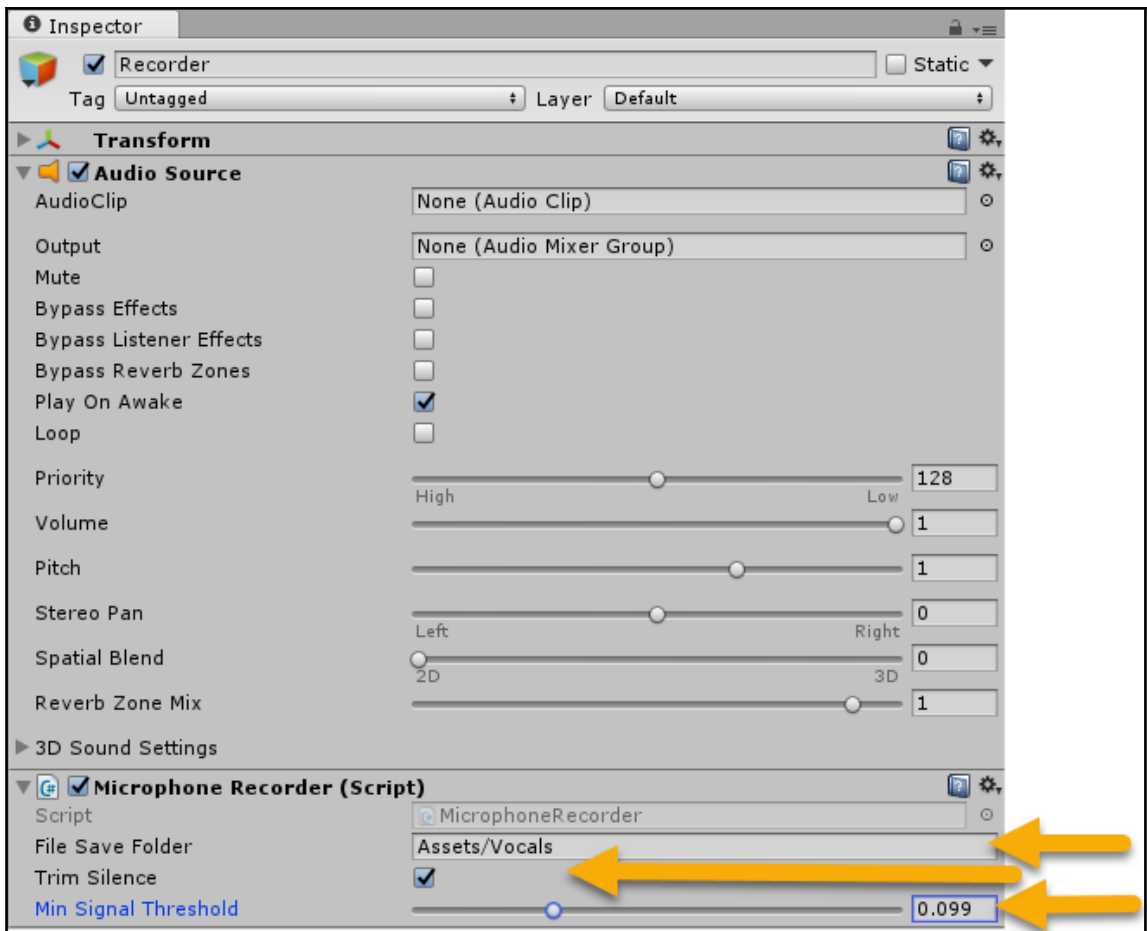 Inspector
Recorder Static
Tag Untagged Layer Default
Transform
Audio Source
AudioClip None (Audio Clip)
Output None (Audio Mixer Group)
Mute
Bypass Effects
Bypass Listener Effects
Bypass Reverb Zones
Play On Awake
Loop
Priority 128
High Low
Volume 1
Pitch 1
Stereo Pan 0
Left Right
Spatial Blend 0
2D 3D
Reverb Zone Mix 1
3D Sound Settings
Microphone Recorder (Script)
Script MicrophoneRecorder
File Save Folder Assets/Vocals
Trim Silence
Min Signal Threshold 0.099